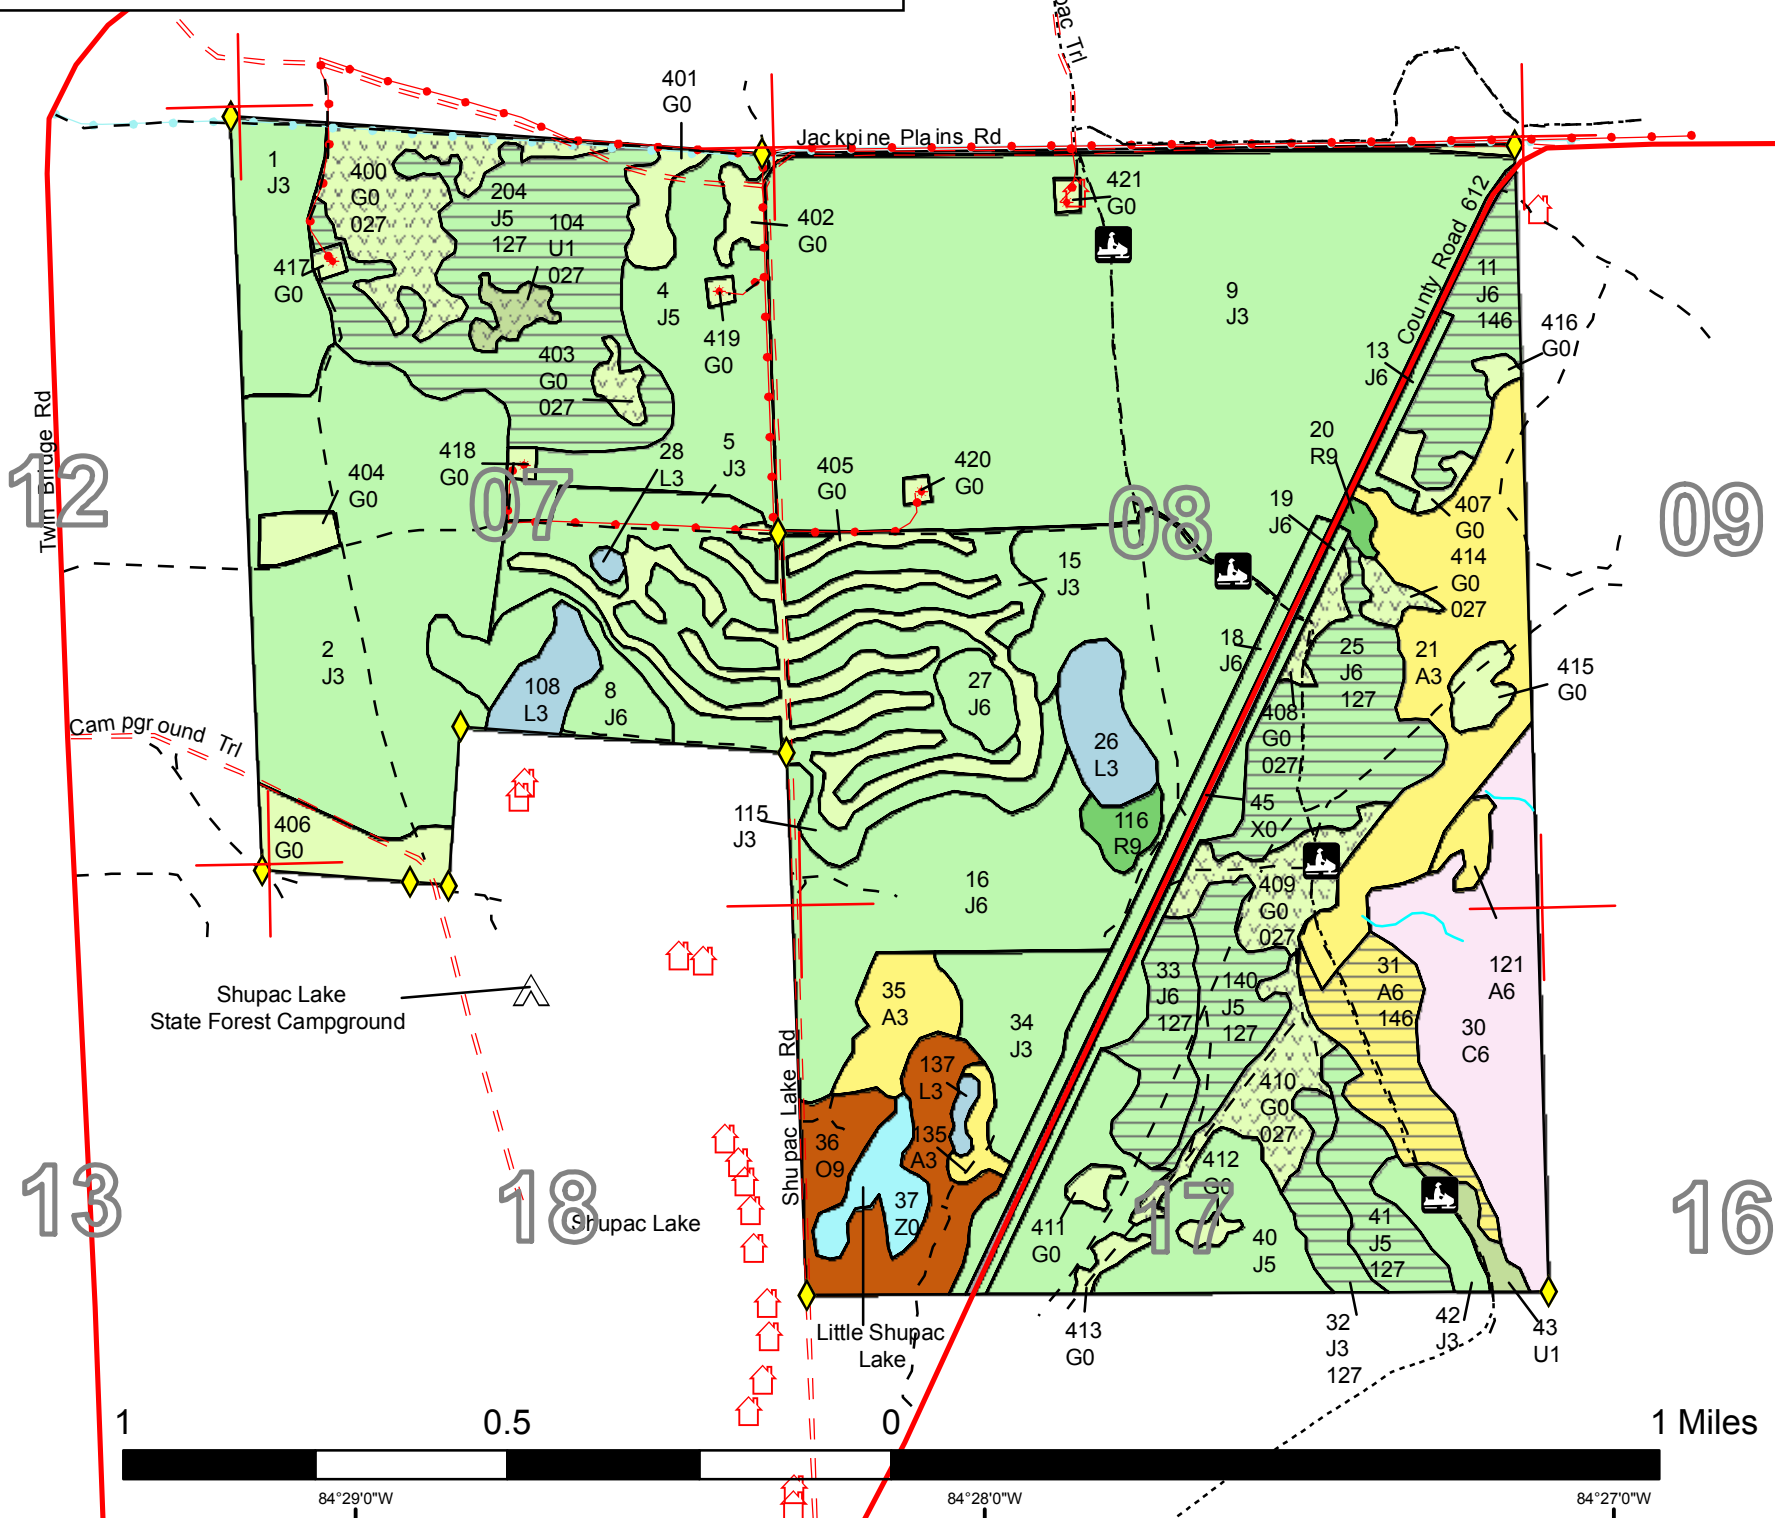 pac Trl
401
G0
Jackpine Plains Rd
1
J3
400
G0
027
204
J5
127
104
U1
027
402
G0
421
G0
County Road 612
417
G0
4
J5
419
G0
9
J3
11
J6
146
416
G0
13
J6
403
G0
027
Twin Bridge Rd
12
404
G0
418
G0
07
28
L3
5
J3
405
G0
420
G0
08
20
R9
19
J6
407
G0
09
414
G0
027
15
J3
2
J3
108
L3
8
J6
27
J6
18
J6
25
J6
127
21
A3
415
G0
408
G0
027
26
L3
Campground Trl
406
G0
115
J3
116
R9
45
X0
16
J6
409
G0
027
Shupac Lake
State Forest Campground
35
A3
34
J3
33
J6
127
140
J5
127
31
A6
146
121
A6
30
C6
Shupac Lake Rd
137
L3
410
G0
027
36
O9
135
A3
412
G0
13
18
Shupac Lake
37
Z0
411
G0
17
40
J5
41
J5
127
16
Little Shupac
Lake
413
G0
32
J3
127
42
J3
43
U1
1
0.5
0
1 Miles
84°29'0"W
84°28'0"W
84°27'0"W